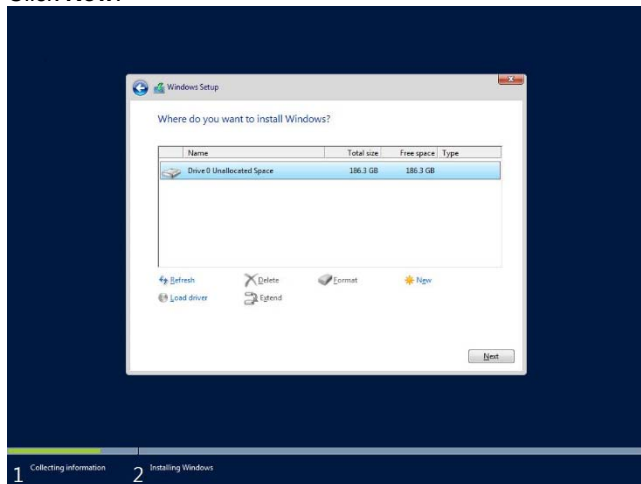 Click New.
Windows Setup
Where do you want to install Windows?
Name Total size Free space Type
Drive 0 Unallocated Space 186.3 GB 186.3 GB
Refresh Delete Format New
Load driver Extend
Next
1 Collecting information 2 Installing Windows